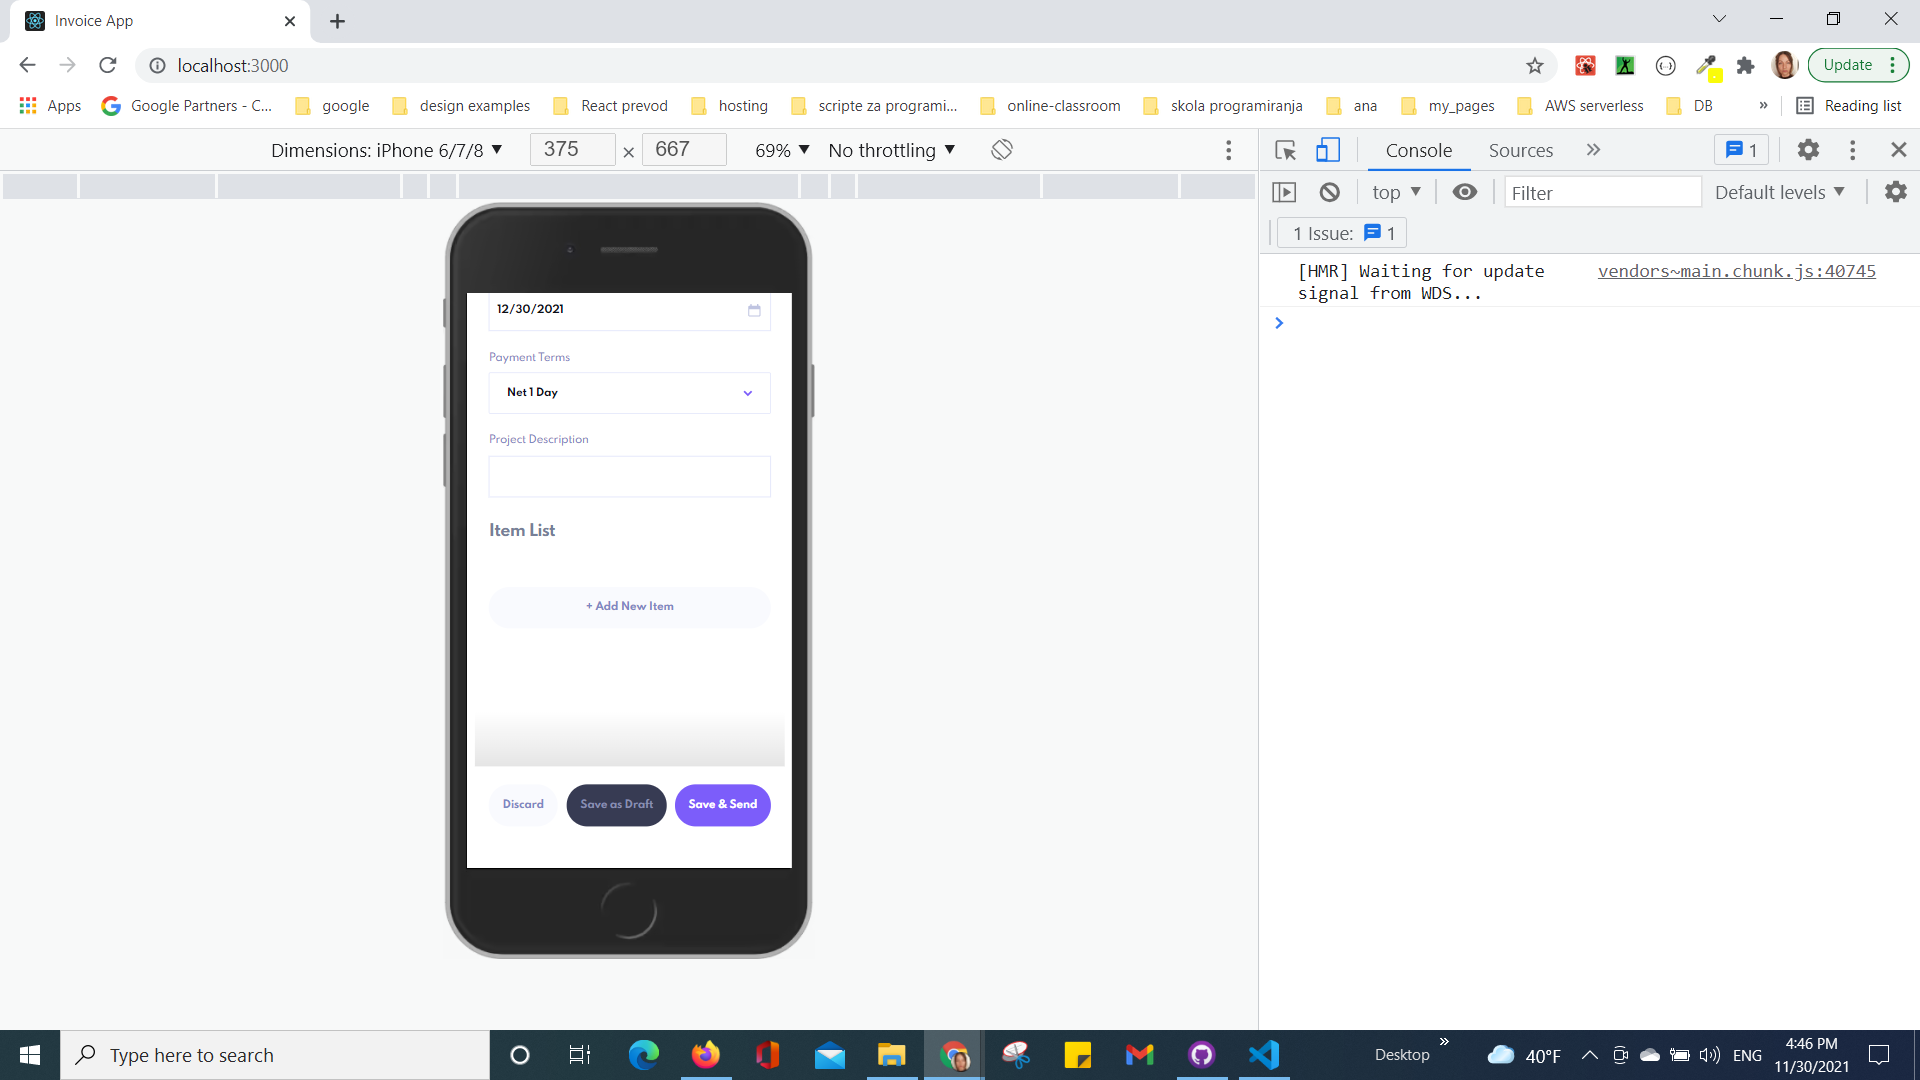 Invoice App
localhost:3000
Update
Apps
Google Partners - C...
google
design examples
React prevod
hosting
scripte za programi...
online-classroom
skola programiranja
ana
my_pages
AWS serverless
DB
»
Reading list
Dimensions: iPhone 6/7/8
375 × 667
69%
No throttling
Console
Sources
1
top
Filter
Default levels
1 Issue: 1
[HMR] Waiting for update vendors~main.chunk.js:40745
signal from WDS...
12/30/2021
Payment Terms
Net 1 Day
Project Description
Item List
+ Add New Item
Discard
Save as Draft
Save & Send
Type here to search
Desktop
40°F
ENG
4:46 PM
11/30/2021